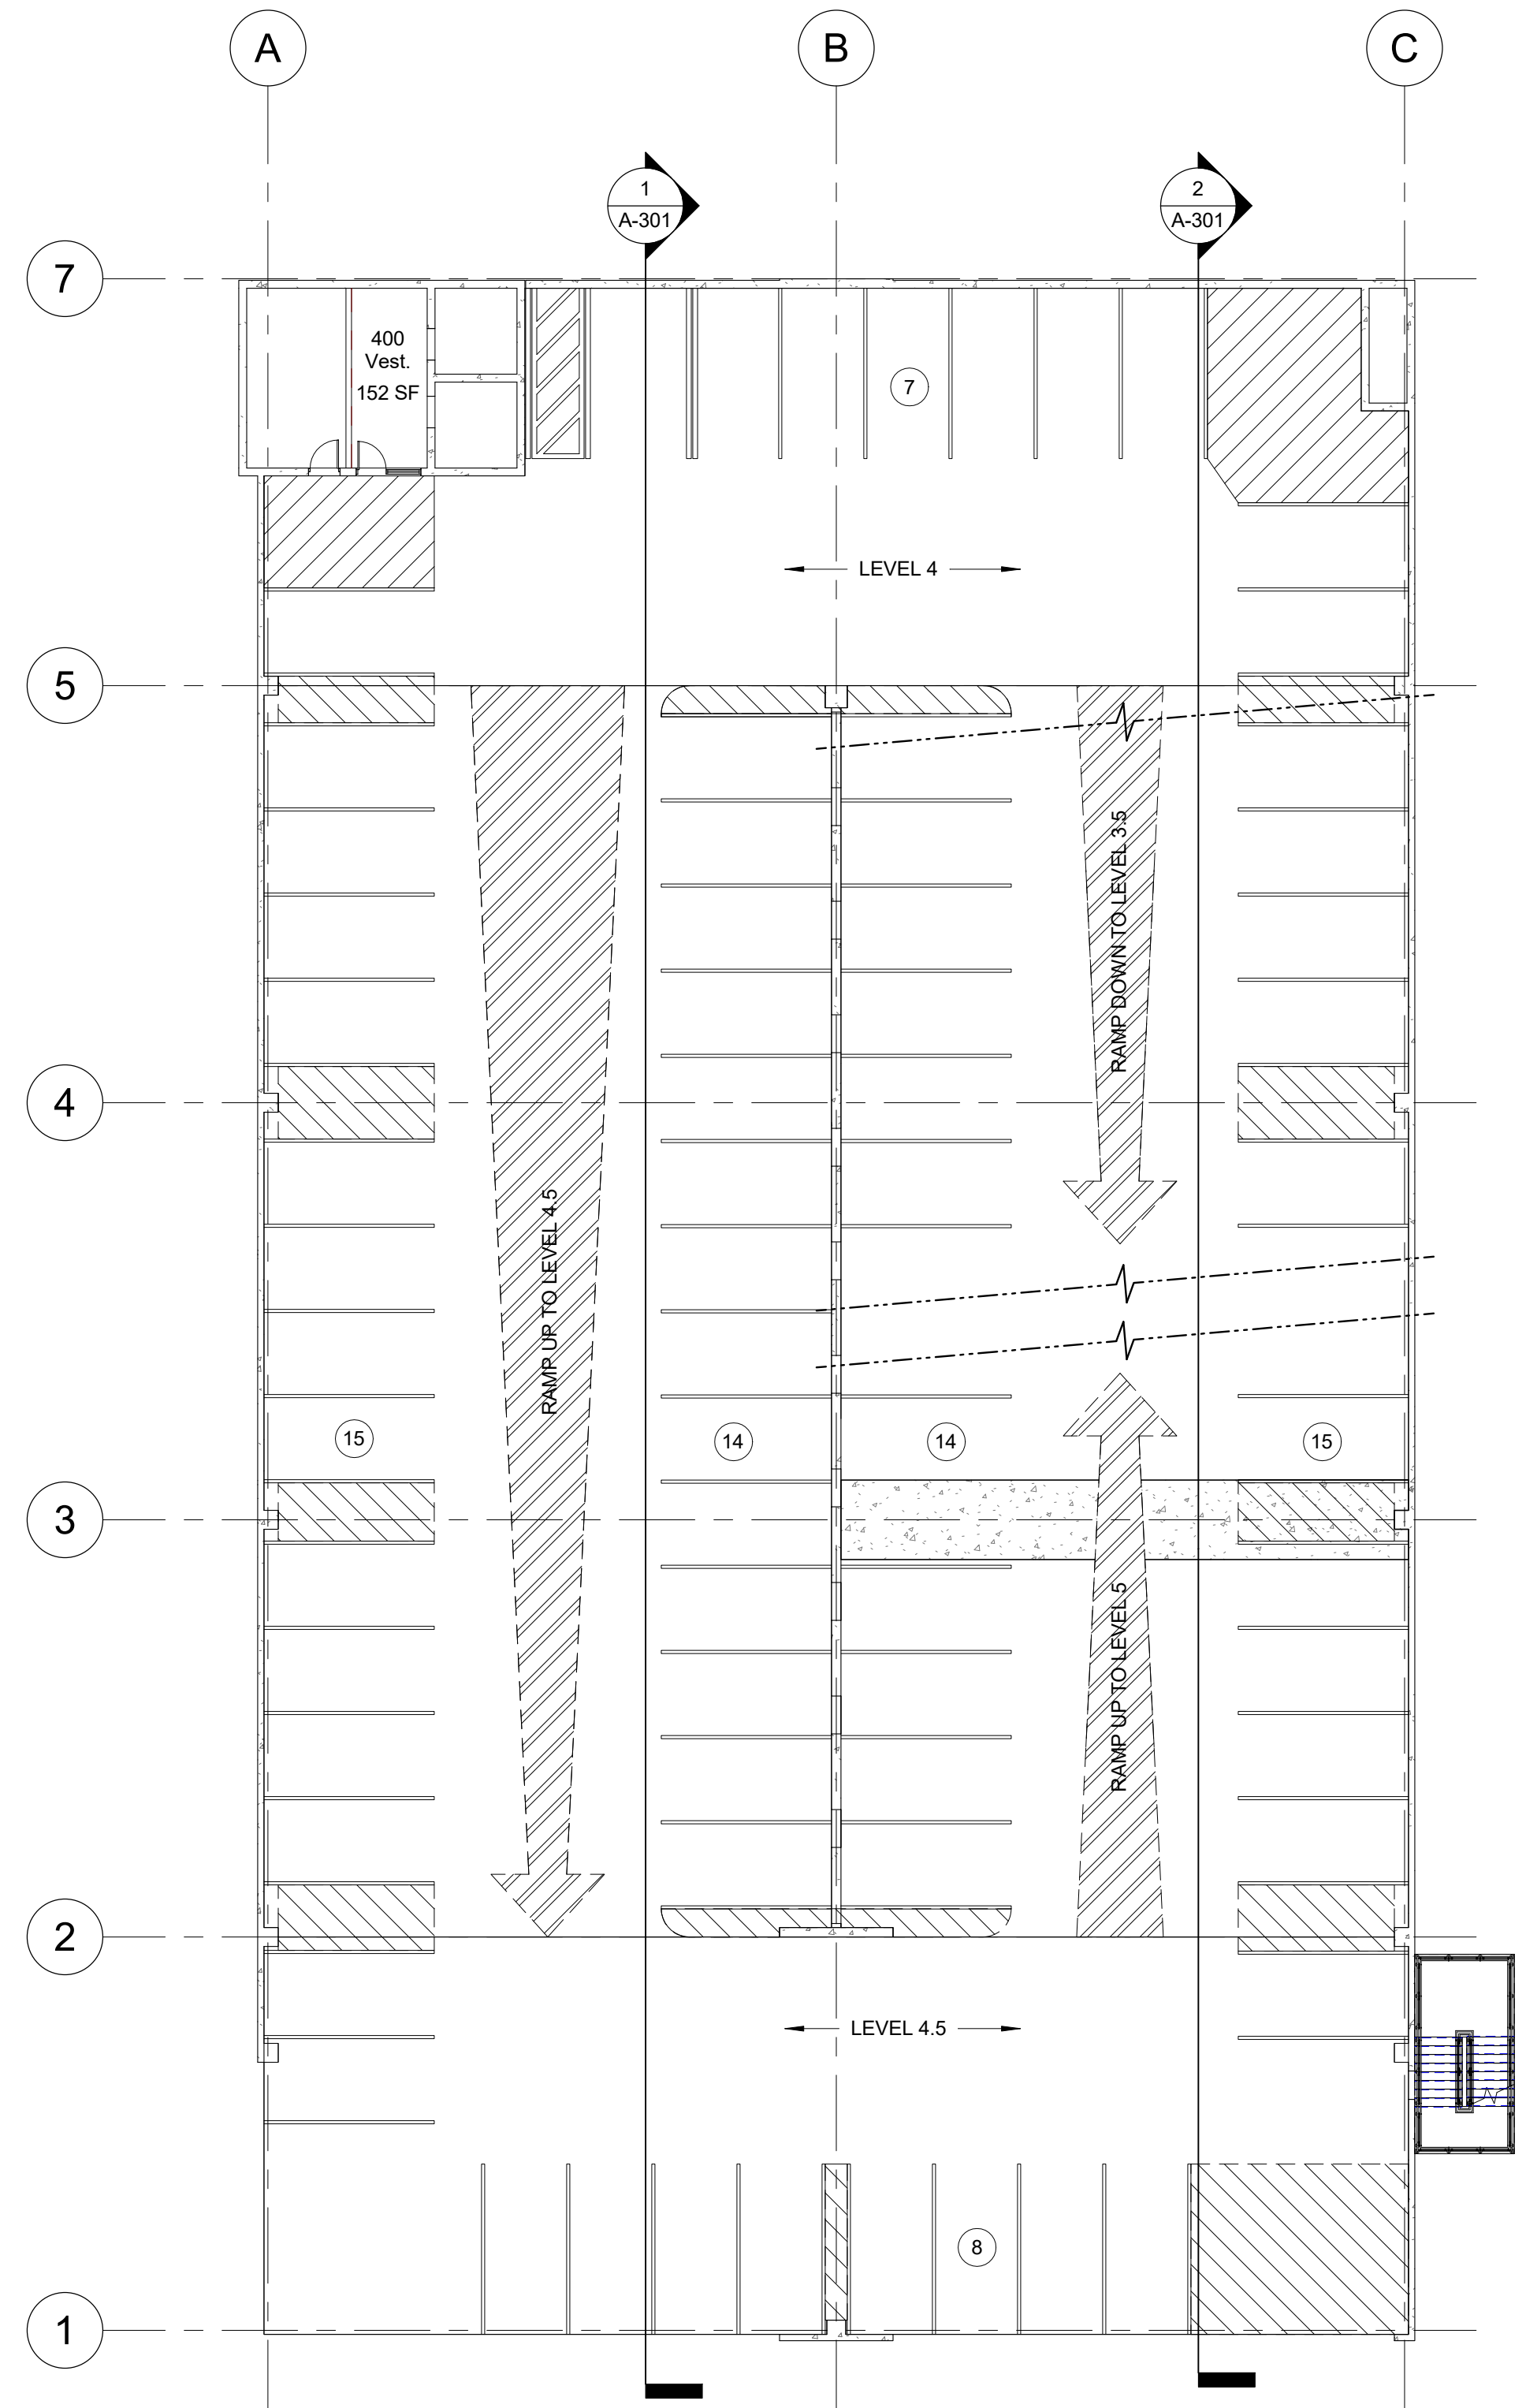 A
B
C
1
A-301
2
A-301
7
400
Vest.
152 SF
7
LEVEL 4
5
RAMP DOWN TO LEVEL 3.5
4
RAMP UP TO LEVEL 4.5
15
14
14
15
3
RAMP UP TO LEVEL 5
2
LEVEL 4.5
8
1